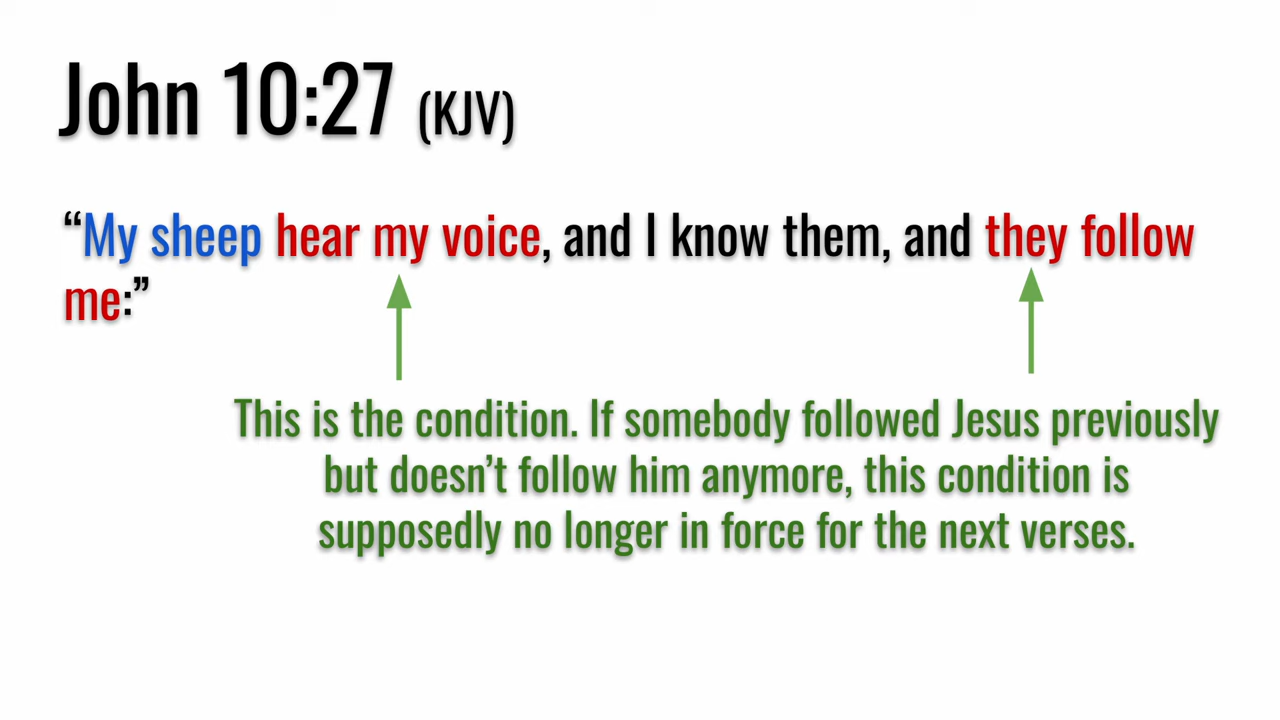 John 10:27 (KJV)
“My sheep hear my voice, and I know them, and they follow
me:”
This is the condition. If somebody followed Jesus previously
but doesn’t follow him anymore, this condition is
supposedly no longer in force for the next verses.